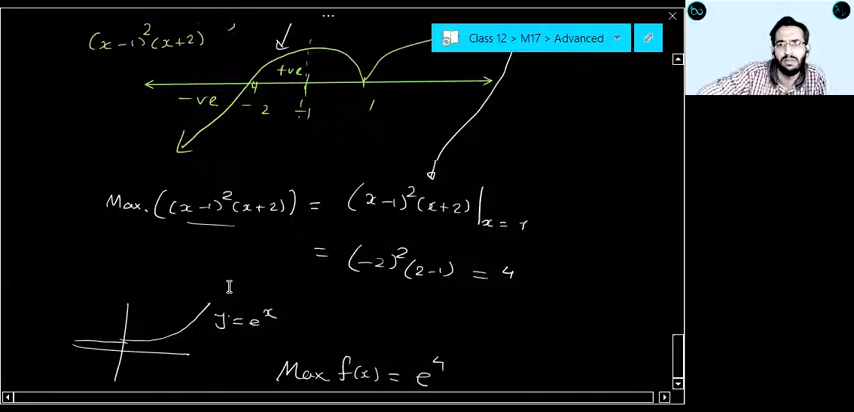 (x-1)²(x+2) ,
Class 12 > M17 > Advanced
+ve
-ve
-2 -1 1
Max. ((x-1)²(x+2)) = (x-1)²(x+2)|
= (-2)²(2-1) = 4
y = eˣ
Max f(x) = e⁴